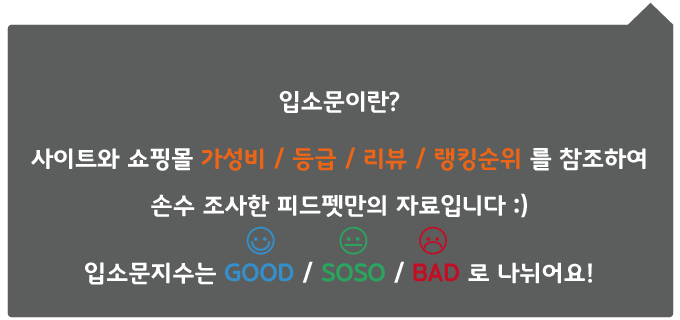 입소문이란?
사이트와 쇼핑몰 가성비 / 등급 / 리뷰 / 랭킹순위 를 참조하여
손수 조사한 피드펫만의 자료입니다 :)
입소문지수는 GOOD / SOSO / BAD 로 나뉘어요!